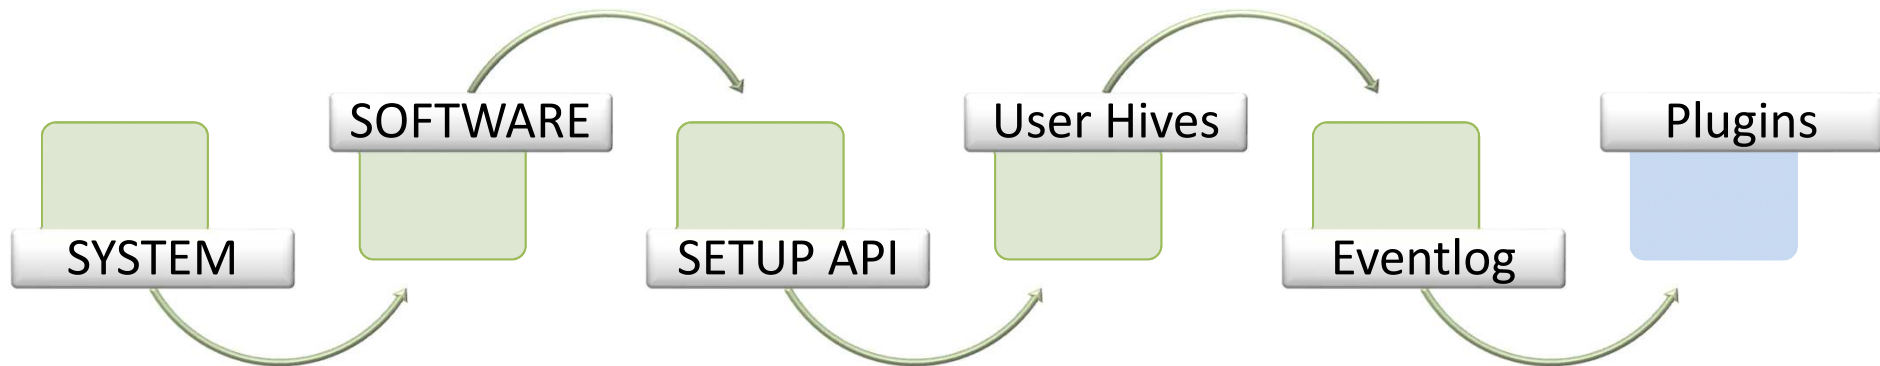 SYSTEM
SOFTWARE
SETUP API
User Hives
Eventlog
Plugins